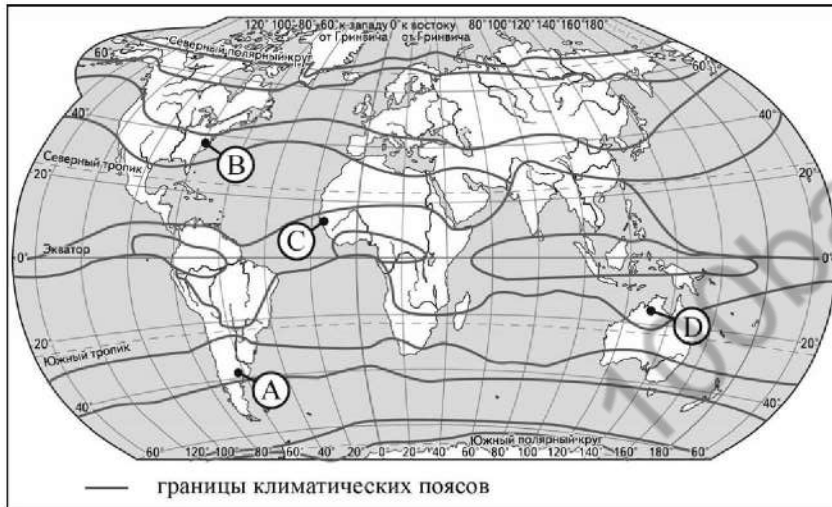 120° 100° 80° 60° к западу 0° к востоку 80° 100° 120° 140° 160° 180°
от Гринвича от Гринвича
Северный полярный круг
60° 60°
40° 40°
B
Северный тропик
20° 20°
C
Экватор
0° 0°
D
20° 20°
Южный тропик
A
40° 40°
Южный полярный круг
60° 120° 100° 80° 60° 40° 20° 0° 20° 40° 60° 80° 100° 120° 140° 160° 180° 60°
границы климатических поясов